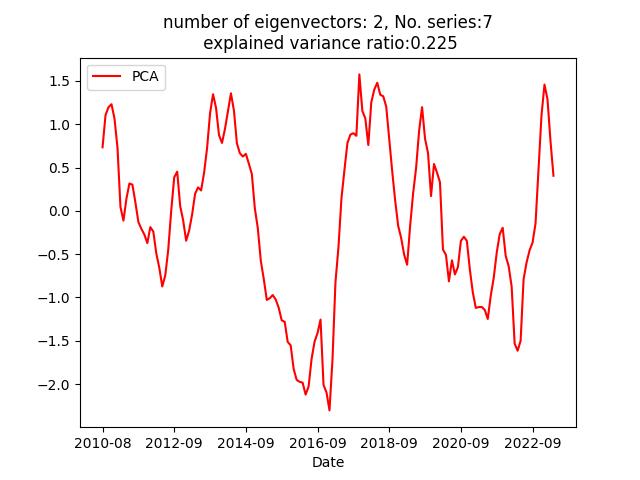 number of eigenvectors: 2, No. series:7
explained variance ratio:0.225
PCA
1.5
1.0
0.5
0.0
−0.5
−1.0
−1.5
−2.0
2010-08 2012-09 2014-09 2016-09 2018-09 2020-09 2022-09
Date